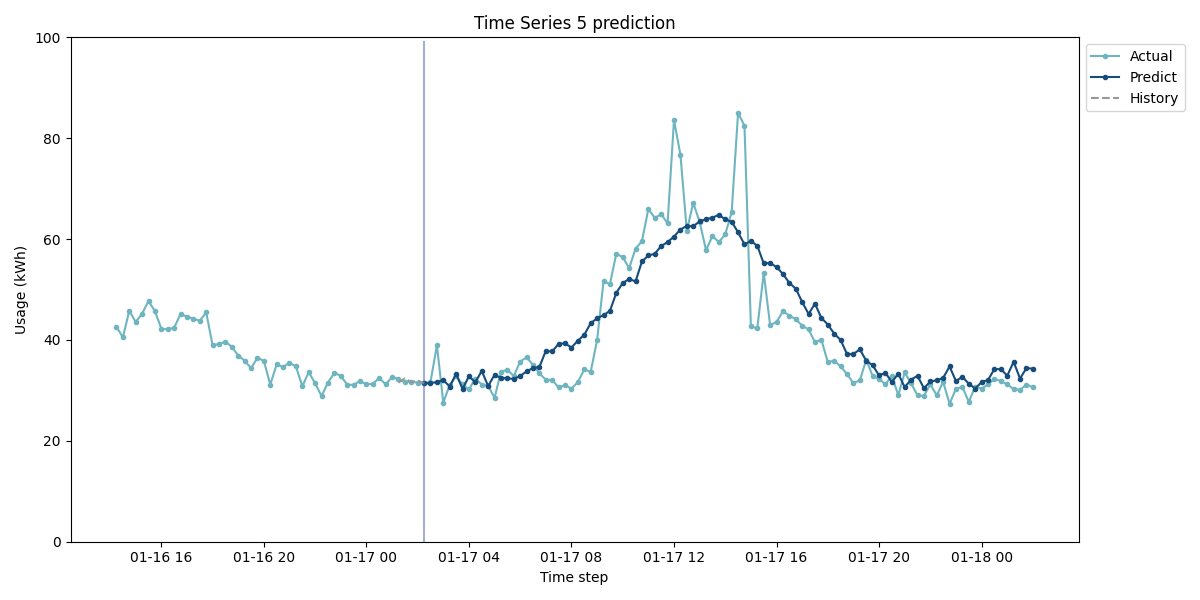 Time Series 5 prediction
Usage (kWh)
100
80
60
40
20
0
01-16 16
01-16 20
01-17 00
01-17 04
01-17 08
01-17 12
01-17 16
01-17 20
01-18 00
Time step
Actual
Predict
History